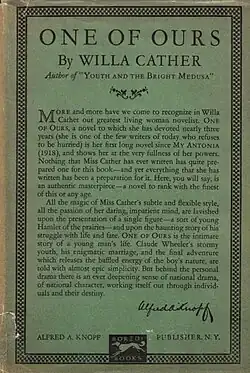 ONE OF OURS
By WILLA CATHER
Author of "YOUTH AND THE BRIGHT MEDUSA"
MORE and more have we come to recognize in Willa
Cather our greatest living woman novelist. ONE
OF OURS, a novel to which she has devoted nearly three
years (she is one of the few writers of today who refuses
to be hurried) is her first long novel since MY ANTONIA
(1918), and shows her at the very fullness of her powers.
Nothing that Miss Cather has ever written has quite pre-
pared one for this book—and yet everything that she has
written has been a preparation for it. Here, you will say, is
an authentic masterpiece—a novel to rank with the finest
of this or any age.
All the magic of Miss Cather's subtle and flexible style,
all the passion of her daring, impatient mind, are lavished
upon the presentation of a single figure—a sort of young
Hamlet of the prairies—and upon the haunting story of his
struggle with life and fate. ONE OF OURS is the intimate
story of a young man's life. Claude Wheeler's stormy
youth, his enigmatic marriage, and the final adventure
which releases the baffled energy of the boy's nature, are
told with almost epic simplicity. But behind the personal
drama there is an ever deepening sense of national drama,
of national character, working itself out through individ-
uals and their destiny.
Alfred A. Knopf
ALFRED A. KNOPF
BORZOI
BOOKS
PUBLISHER, N. Y.